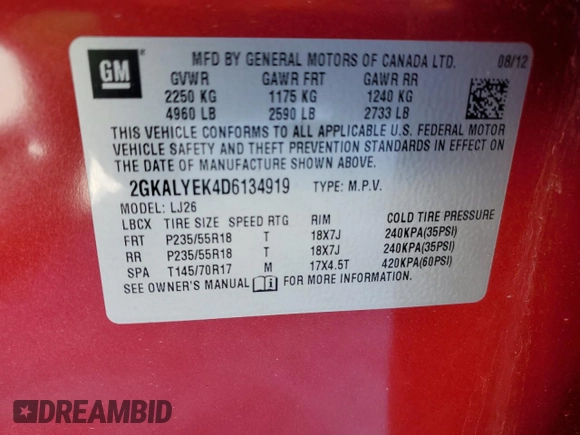 GM
MFD BY GENERAL MOTORS OF CANADA LTD. 08/12
GVWR GAWR FRT GAWR RR
2250 KG 1175 KG 1240 KG
4960 LB 2590 LB 2733 LB
THIS VEHICLE CONFORMS TO ALL APPLICABLE U.S. FEDERAL MOTOR
VEHICLE SAFETY AND THEFT PREVENTION STANDARDS IN EFFECT ON
THE DATE OF MANUFACTURE SHOWN ABOVE.
2GKALYEK4D6134919 TYPE: M.P.V.
MODEL: LJ26
LBCX TIRE SIZE SPEED RTG RIM COLD TIRE PRESSURE
FRT P235/55R18 T 18X7J 240KPA(35PSI)
RR P235/55R18 T 18X7J 240KPA(35PSI)
SPA T145/70R17 M 17X4.5T 420KPA(60PSI)
SEE OWNER'S MANUAL i FOR MORE INFORMATION.
DREAMBID